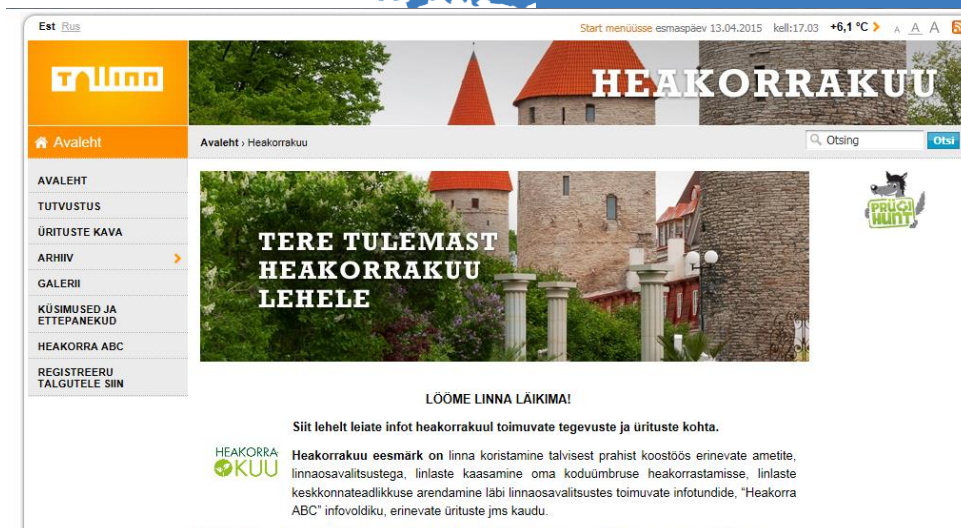 Est Rus
Start menüüsse esmaspäev 13.04.2015 kell:17.03 +6,1 °C A A A
TALLINN
HEAKORRAKUU
Avaleht
Avaleht › Heakorrakuu
Otsing
Otsi
AVALEHT
TUTVUSTUS
ÜRITUSTE KAVA
ARHIIV
GALERII
KÜSIMUSED JA
ETTEPANEKUD
HEAKORRA ABC
REGISTREERU
TALGUTELE SIIN
TERE TULEMAST
HEAKORRAKUU
LEHELE
PRÜGI
HUNT
LÖÖME LINNA LÄIKIMA!
Siit lehelt leiate infot heakorrakuul toimuvate tegevuste ja ürituste kohta.
HEAKORRA
KUU
Heakorrakuu eesmärk on linna koristamine talvisest prahist koostöös erinevate ametite,
linnaosavalitsustega, linlaste kaasamine oma koduümbruse heakorrastamisse, linlaste
keskkonnateadlikkuse arendamine läbi linnaosavalitsustes toimuvate infotundide, “Heakorra
ABC” infovoldiku, erinevate ürituste jms kaudu.